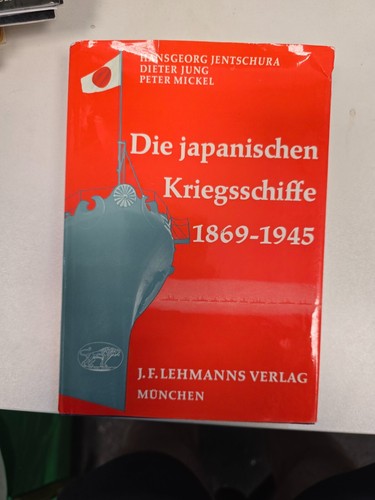 HANSGEORG JENTSCHURA
DIETER JUNG
PETER MICKEL
Die japanischen
Kriegsschiffe
1869-1945
J.F. LEHMANNS VERLAG
MÜNCHEN